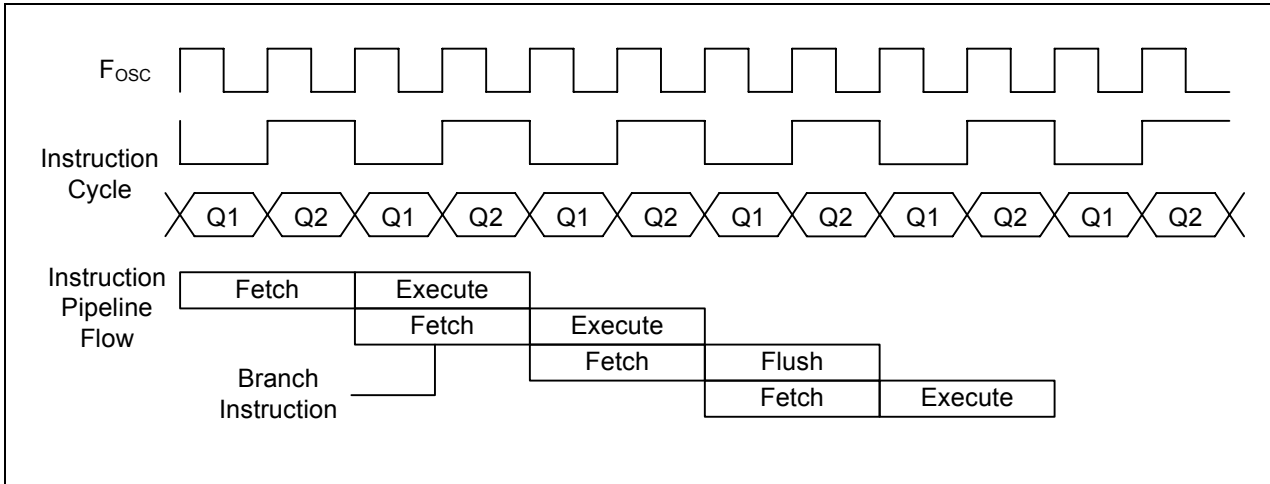 FOSC
Instruction
Cycle
Q1 Q2 Q1 Q2 Q1 Q2 Q1 Q2 Q1 Q2 Q1 Q2
Instruction
Pipeline
Flow
Fetch Execute
Fetch Execute
Fetch Flush
Fetch Execute
Branch
Instruction